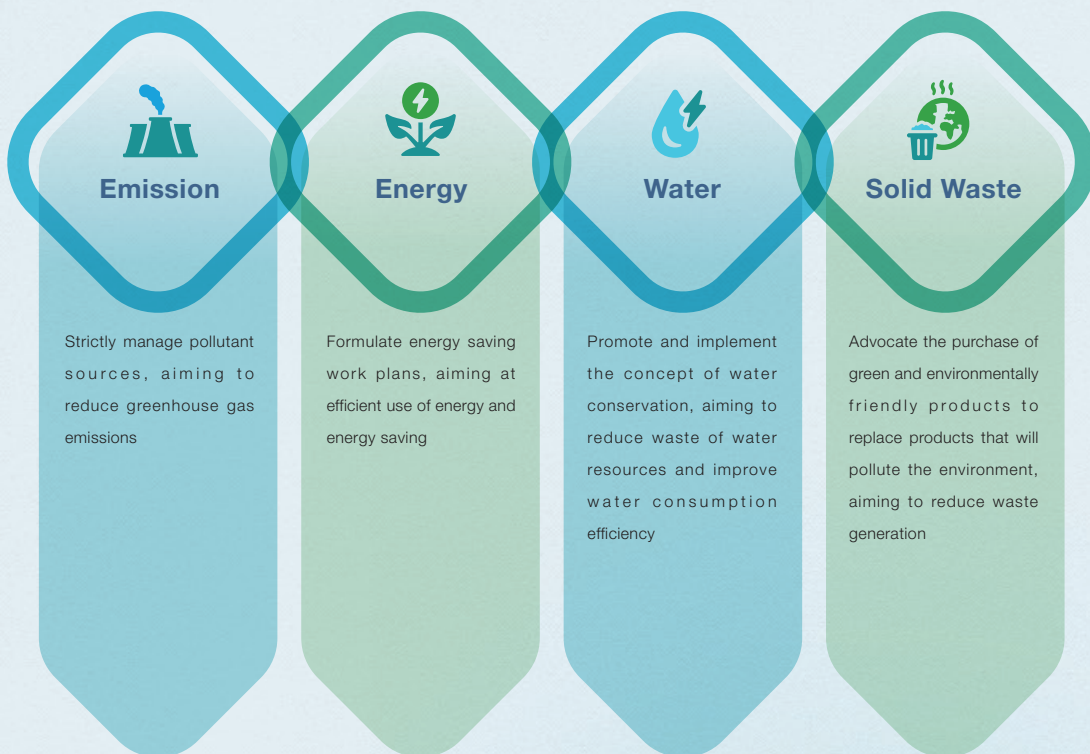 Emission
Strictly manage pollutant
sources, aiming to
reduce greenhouse gas
emissions
Energy
Formulate energy saving
work plans, aiming at
efficient use of energy and
energy saving
Water
Promote and implement
the concept of water
conservation, aiming to
reduce waste of water
resources and improve
water consumption
efficiency
Solid Waste
Advocate the purchase of
green and environmentally
friendly products to
replace products that will
pollute the environment,
aiming to reduce waste
generation